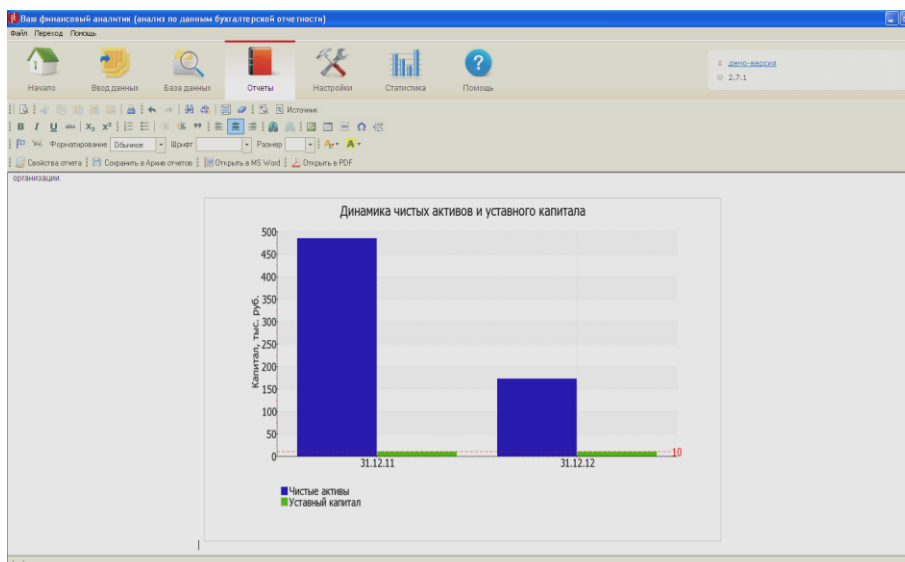 Ваш финансовый аналитик (анализ по данным бухгалтерской отчетности)
Файл Переход Помощь
Начало Ввод данных База данных Отчеты Настройки Статистика Помощь
демо-версия
2.7.1
Источник
B I U abc X₂ X²
Форматирование Обычное Шрифт Размер
Свойства отчета Сохранить в Архив отчетов Открыть в MS Word Открыть в PDF
организации.
Динамика чистых активов и уставного капитала
Капитал, тыс. руб.
500
450
400
350
300
250
200
150
100
50
0
10
31.12.11 31.12.12
Чистые активы
Уставный капитал